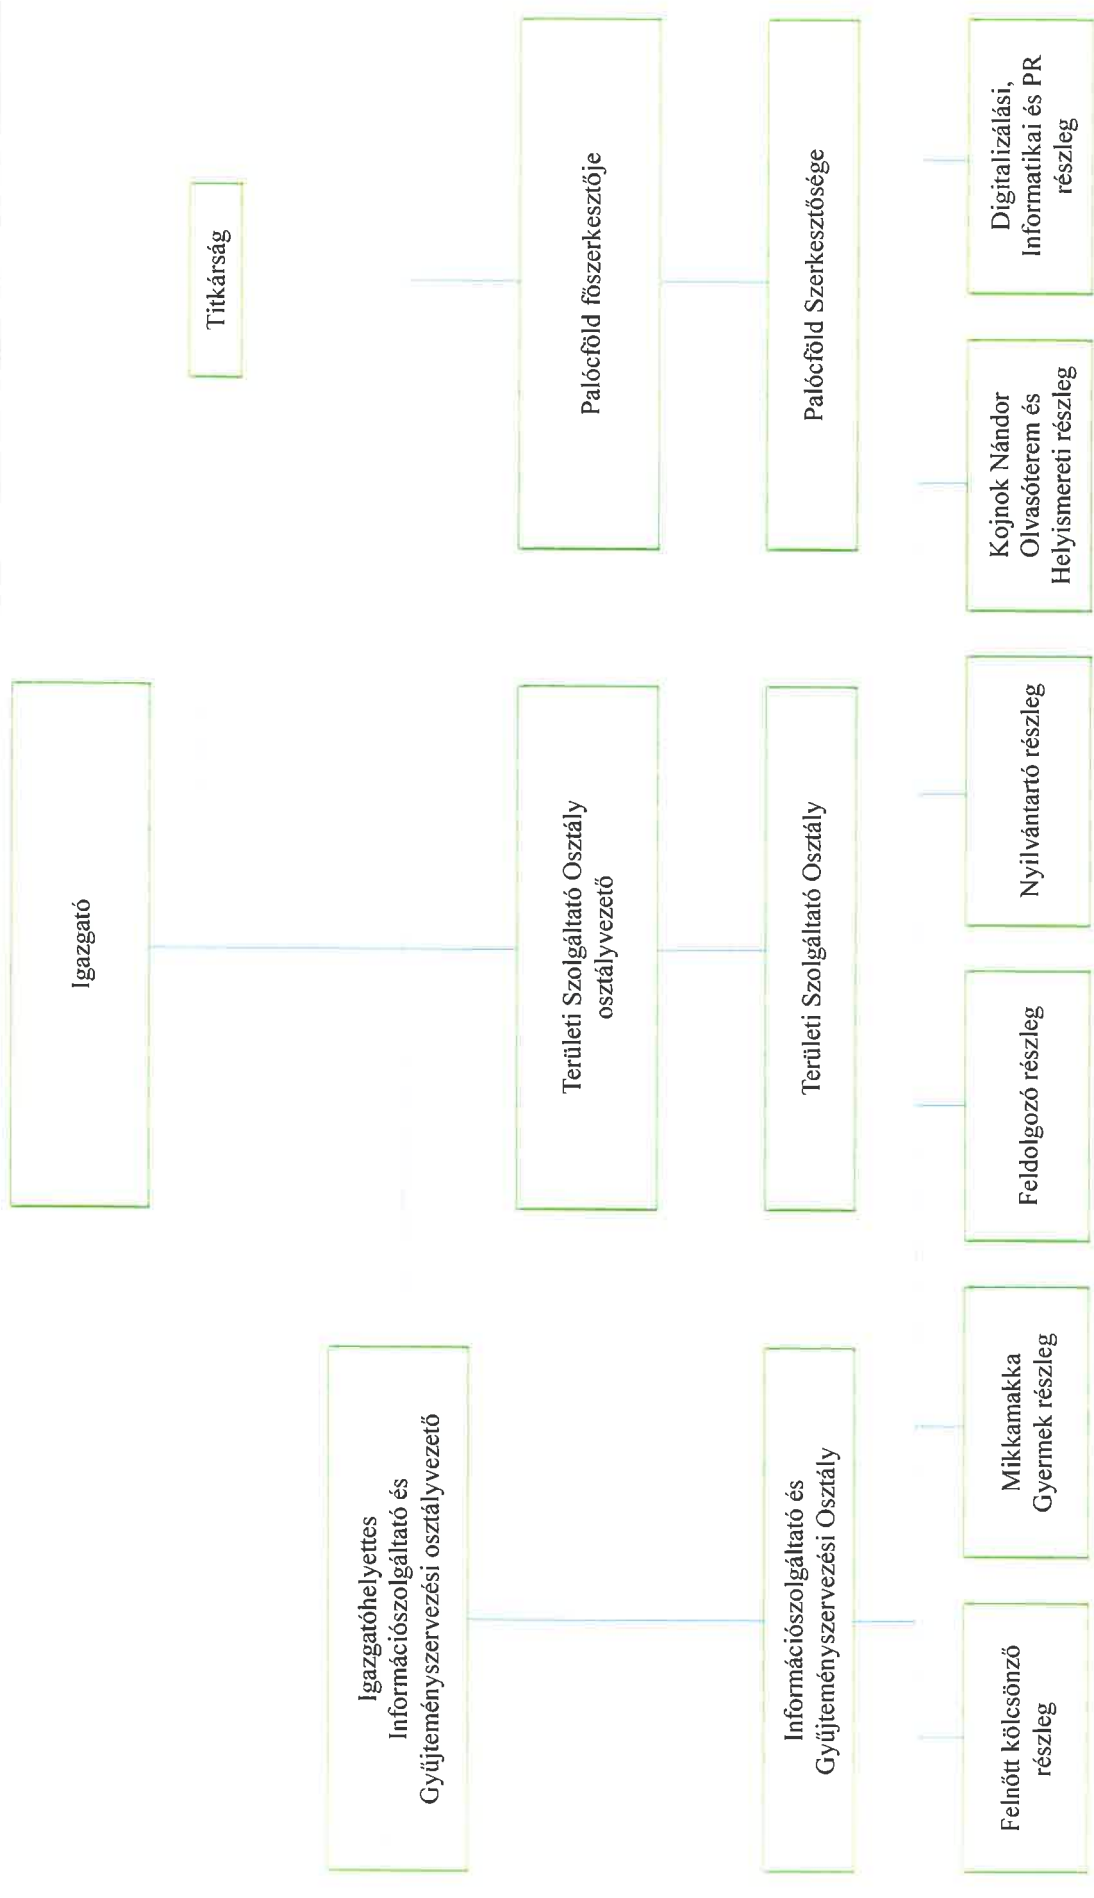 Igazgató
Titkárság
Igazgatóhelyettes
Információszolgáltató és
Gyűjteményszervezési osztályvezető
Területi Szolgáltató Osztály
osztályvezető
Palócföld főszerkesztője
Információszolgáltató és
Gyűjteményszervezési Osztály
Területi Szolgáltató Osztály
Palócföld Szerkesztősége
Felnőtt kölcsönző
részleg
Mikkamakka
Gyermek részleg
Feldolgozó részleg
Nyilvántartó részleg
Kojnok Nándor
Olvasóterem és
Helyismereti részleg
Digitalizálási,
Informatikai és PR
részleg